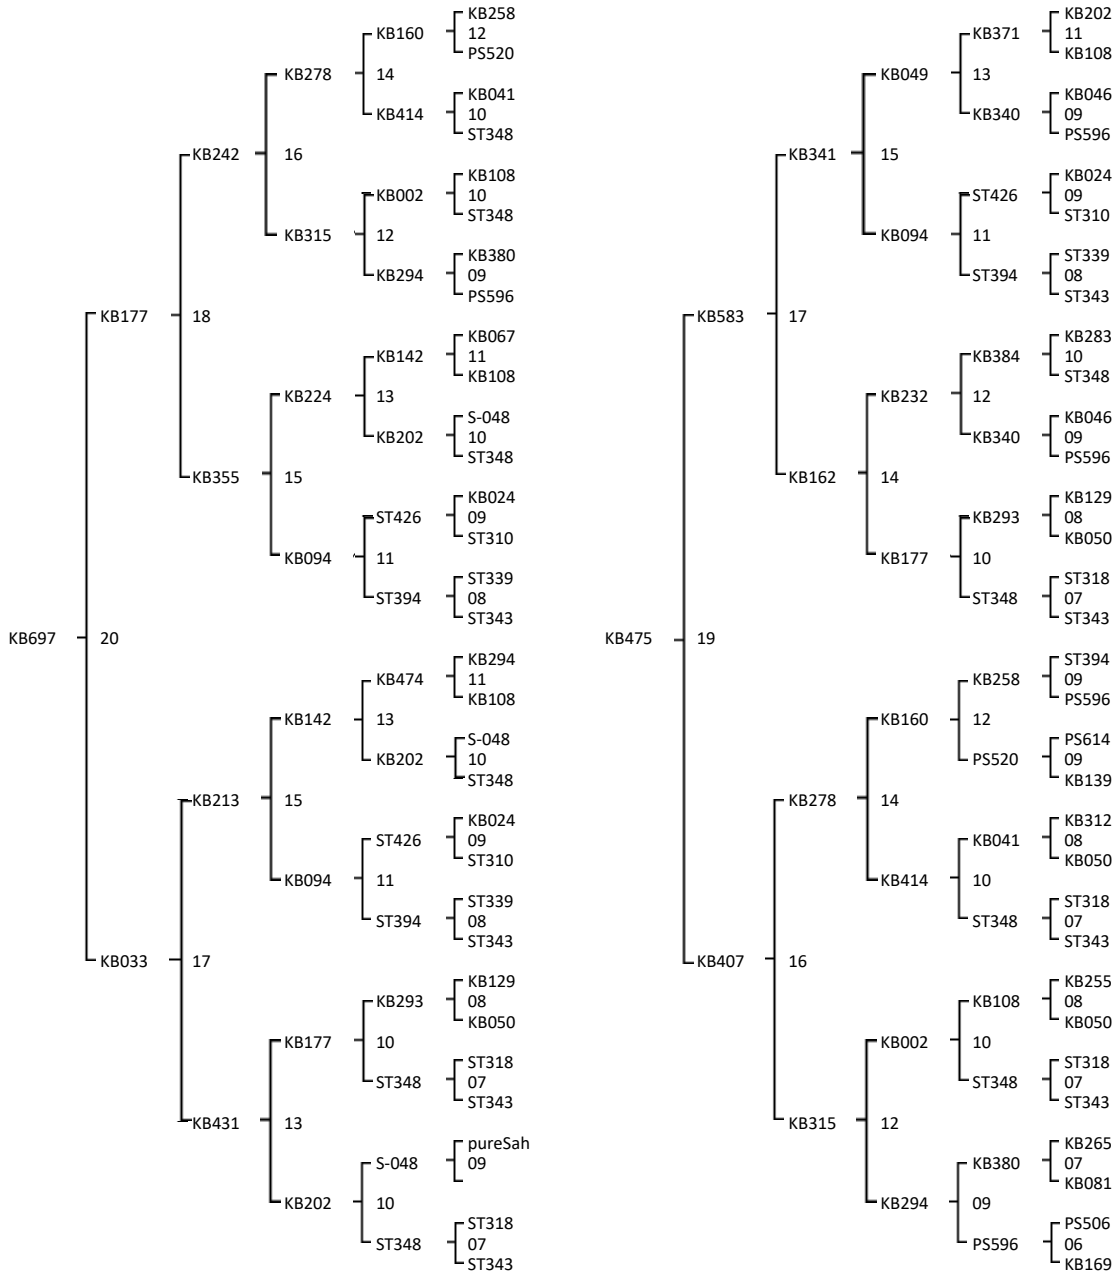 KB258
KB160 12
PS520
KB278 14
KB041
KB414 10
ST348
KB242 16
KB108
KB002 10
ST348
KB315 12
KB380
KB294 09
PS596
KB177 18
KB067
KB142 11
KB108
KB224 13
S-048
KB202 10
ST348
KB355 15
KB024
ST426 09
ST310
KB094 11
ST339
ST394 08
ST343
KB697 20
KB294
KB474 11
KB108
KB142 13
S-048
KB202 10
ST348
KB213 15
KB024
ST426 09
ST310
KB094 11
ST339
ST394 08
ST343
KB033 17
KB129
KB293 08
KB050
KB177 10
ST318
ST348 07
ST343
KB431 13
pureSah
S-048 09
KB202 10
ST318
ST348 07
ST343
KB202
KB371 11
KB108
KB049 13
KB046
KB340 09
PS596
KB341 15
KB024
ST426 09
ST310
KB094 11
ST339
ST394 08
ST343
KB583 17
KB283
KB384 10
ST348
KB232 12
KB046
KB340 09
PS596
KB162 14
KB129
KB293 08
KB050
KB177 10
ST318
ST348 07
ST343
KB475 19
ST394
KB258 09
PS596
KB160 12
PS614
PS520 09
KB139
KB278 14
KB312
KB041 08
KB050
KB414 10
ST318
ST348 07
ST343
KB407 16
KB255
KB108 08
KB050
KB002 10
ST318
ST348 07
ST343
KB315 12
KB265
KB380 07
KB081
KB294 09
PS506
PS596 06
KB169